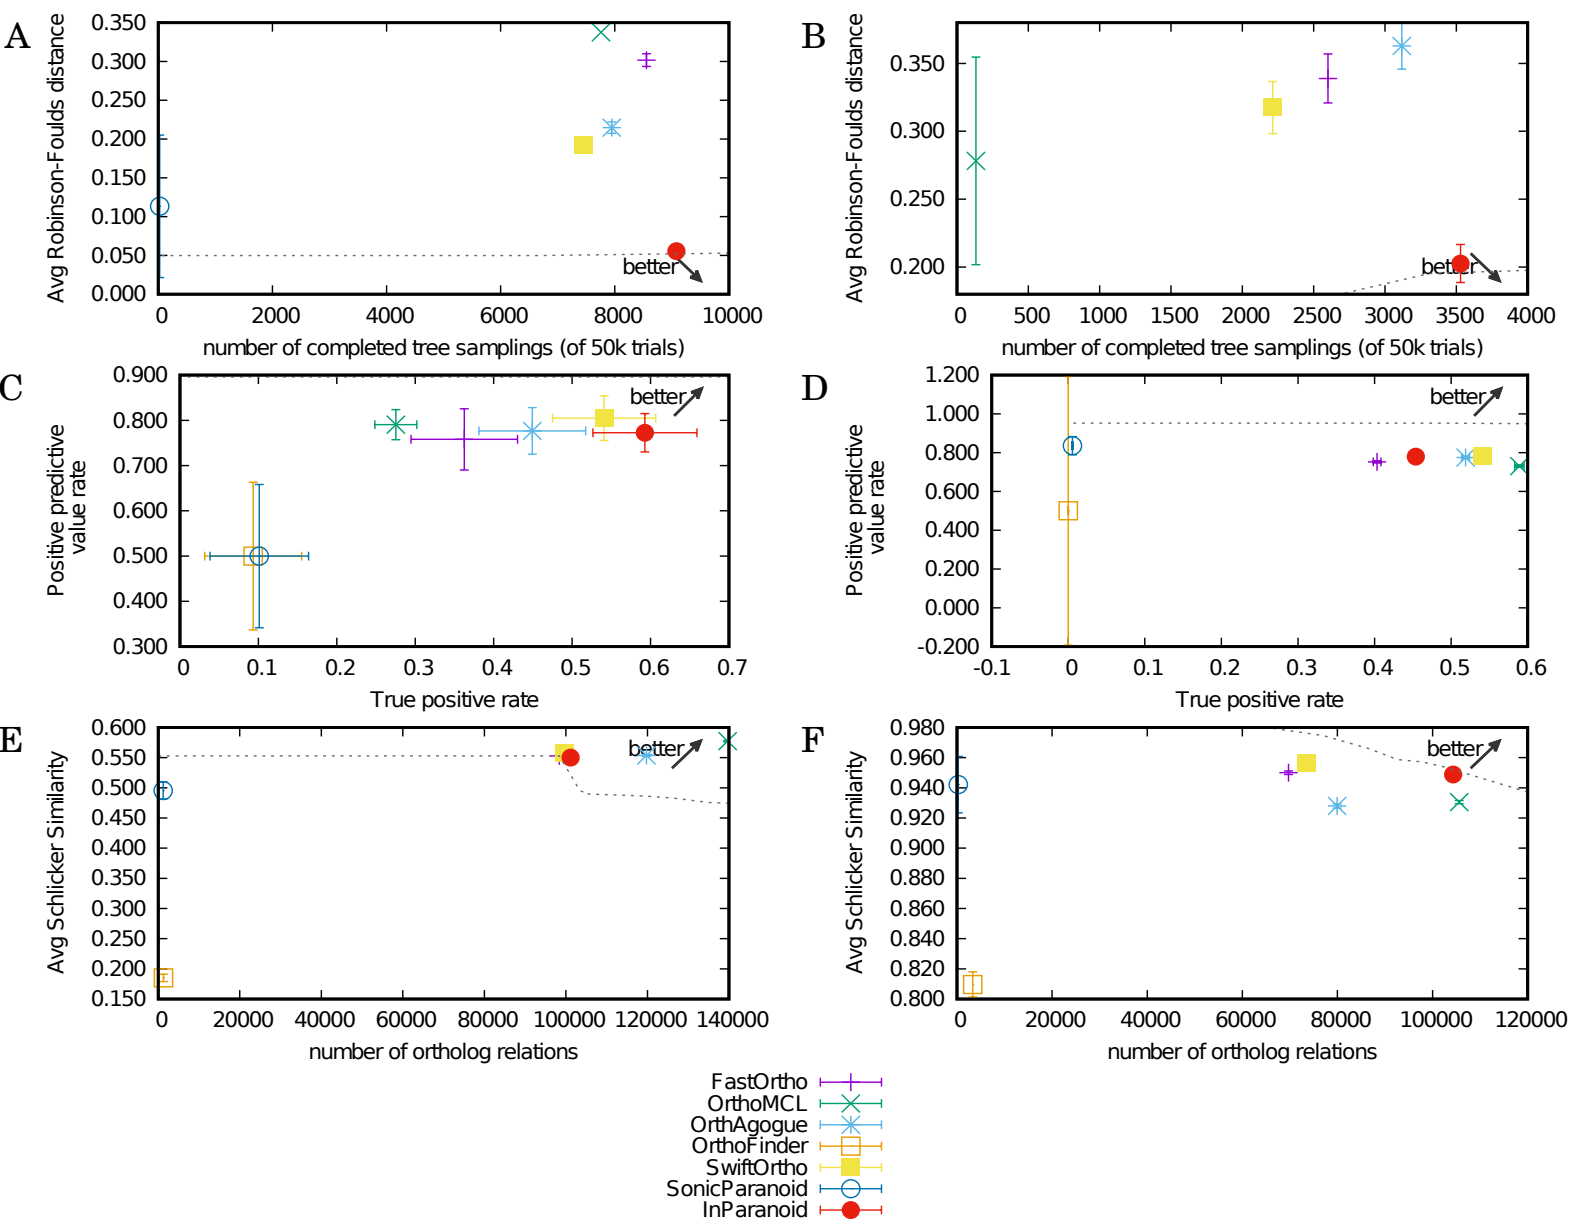 A
Avg Robinson-Foulds distance
0.350
0.300
0.250
0.200
0.150
0.100
0.050
0.000
better
0 2000 4000 6000 8000 10000
number of completed tree samplings (of 50k trials)
B
Avg Robinson-Foulds distance
0.350
0.300
0.250
0.200
better
0 500 1000 1500 2000 2500 3000 3500 4000
number of completed tree samplings (of 50k trials)
C
Positive predictive
value rate
0.900
0.800
0.700
0.600
0.500
0.400
0.300
better
0 0.1 0.2 0.3 0.4 0.5 0.6 0.7
True positive rate
D
Positive predictive
value rate
1.200
1.000
0.800
0.600
0.400
0.200
0.000
-0.200
better
-0.1 0 0.1 0.2 0.3 0.4 0.5 0.6
True positive rate
E
Avg Schlicker Similarity
0.600
0.550
0.500
0.450
0.400
0.350
0.300
0.250
0.200
0.150
better
0 20000 40000 60000 80000 100000 120000 140000
number of ortholog relations
F
Avg Schlicker Similarity
0.980
0.960
0.940
0.920
0.900
0.880
0.860
0.840
0.820
0.800
better
0 20000 40000 60000 80000 100000 120000
number of ortholog relations
FastOrtho
OrthoMCL
OrthAgogue
OrthoFinder
SwiftOrtho
SonicParanoid
InParanoid